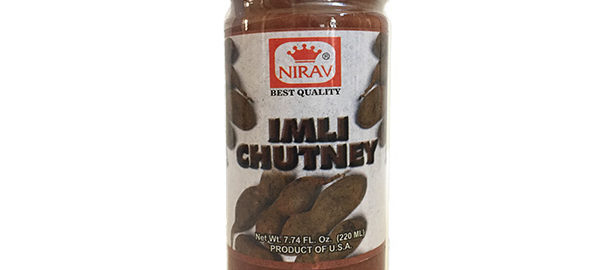 NIRAV®
BEST QUALITY
IMLI
CHUTNEY
Net Wt. 7.74 FL. Oz. (220 ML)
PRODUCT OF U.S.A.